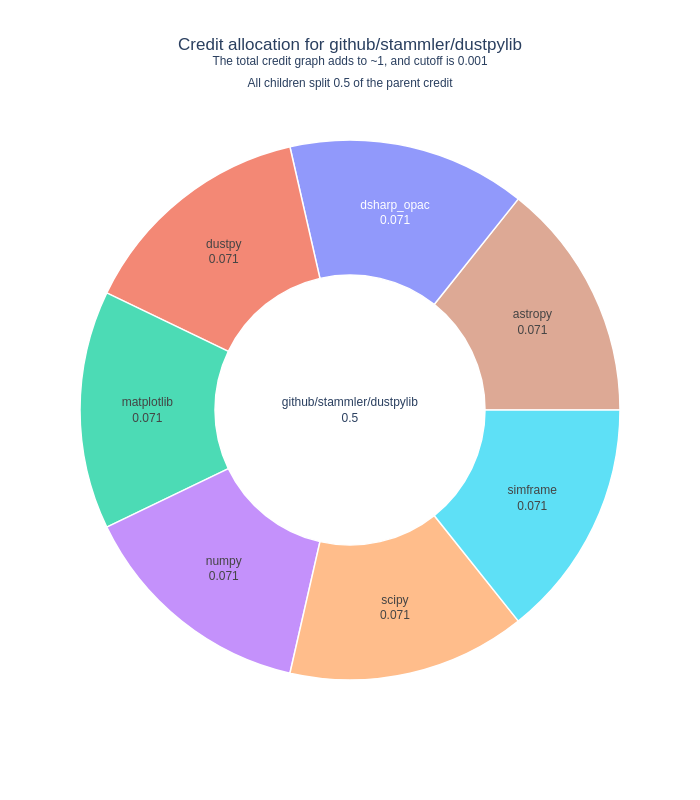 Credit allocation for github/stammler/dustpylib
The total credit graph adds to ~1, and cutoff is 0.001
All children split 0.5 of the parent credit
dsharp_opac
0.071
dustpy
0.071
astropy
0.071
matplotlib
0.071
github/stammler/dustpylib
0.5
simframe
0.071
numpy
0.071
scipy
0.071